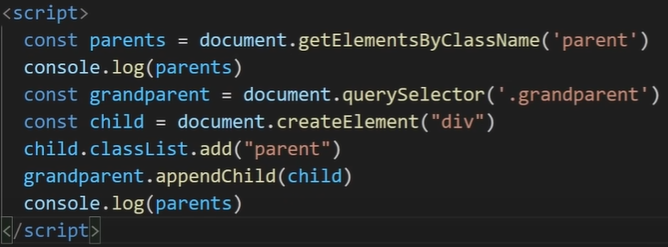 <script>
const parents = document.getElementsByClassName('parent')
console.log(parents)
const grandparent = document.querySelector('.grandparent')
const child = document.createElement("div")
child.classList.add("parent")
grandparent.appendChild(child)
console.log(parents)
</script>